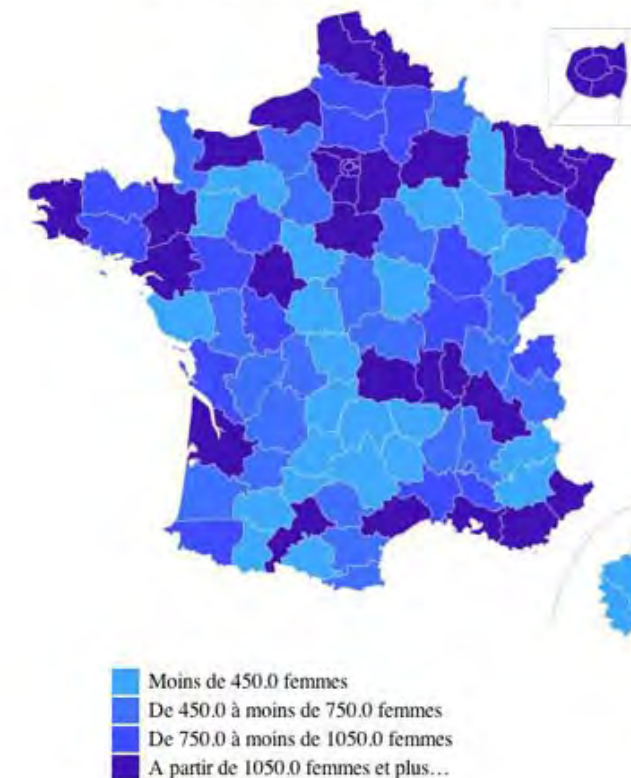 Moins de 450.0 femmes
De 450.0 à moins de 750.0 femmes
De 750.0 à moins de 1050.0 femmes
A partir de 1050.0 femmes et plus…